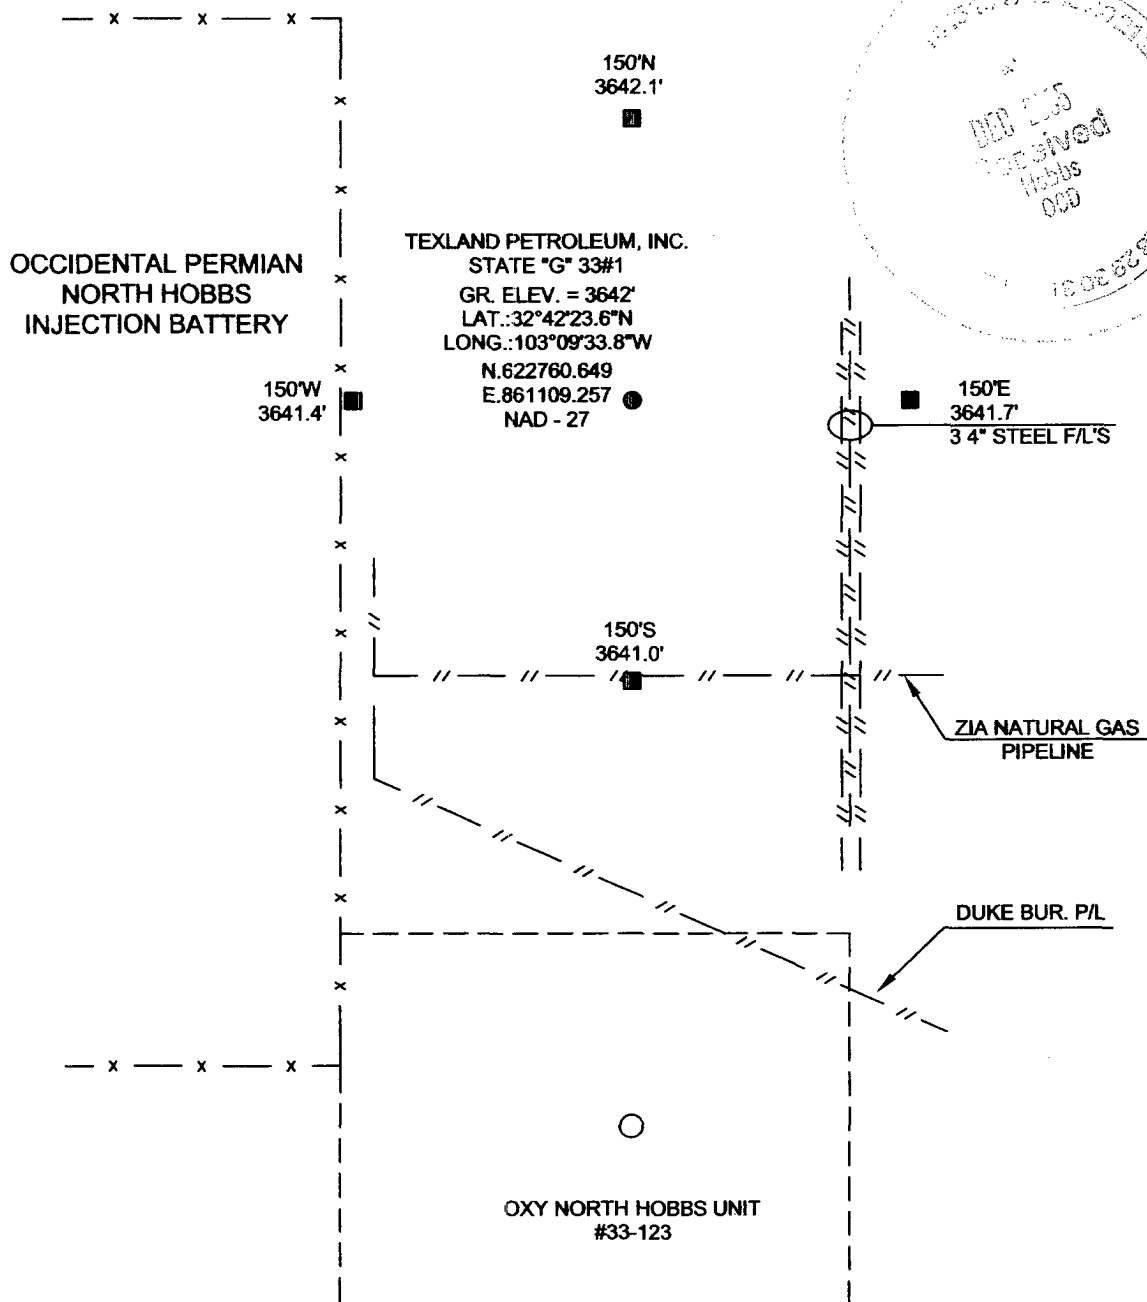 150'N
3642.1'
Received
Hobbs
OCD
TEXLAND PETROLEUM, INC.
STATE "G" 33#1
GR. ELEV. = 3642'
LAT.:32°42'23.6"N
LONG.:103°09'33.8"W
N.622760.649
E.861109.257
NAD - 27
OCCIDENTAL PERMIAN
NORTH HOBBS
INJECTION BATTERY
150'W
3641.4'
150'E
3641.7'
3 4" STEEL F/L'S
150'S
3641.0'
ZIA NATURAL GAS
PIPELINE
DUKE BUR. P/L
OXY NORTH HOBBS UNIT
#33-123